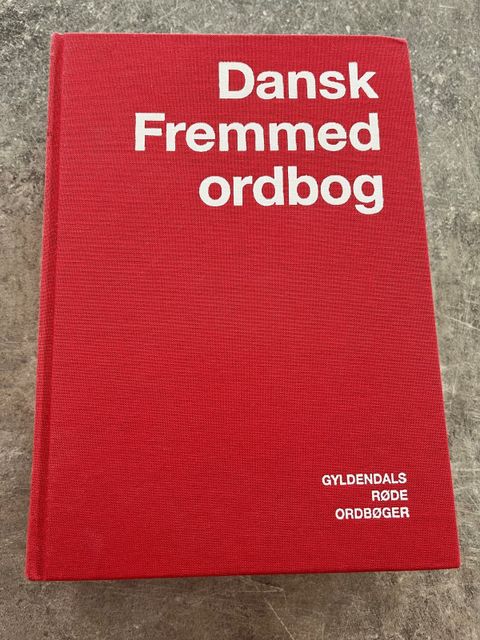 Dansk
Fremmed
ordbog
GYLDENDALS
RØDE
ORDBØGER